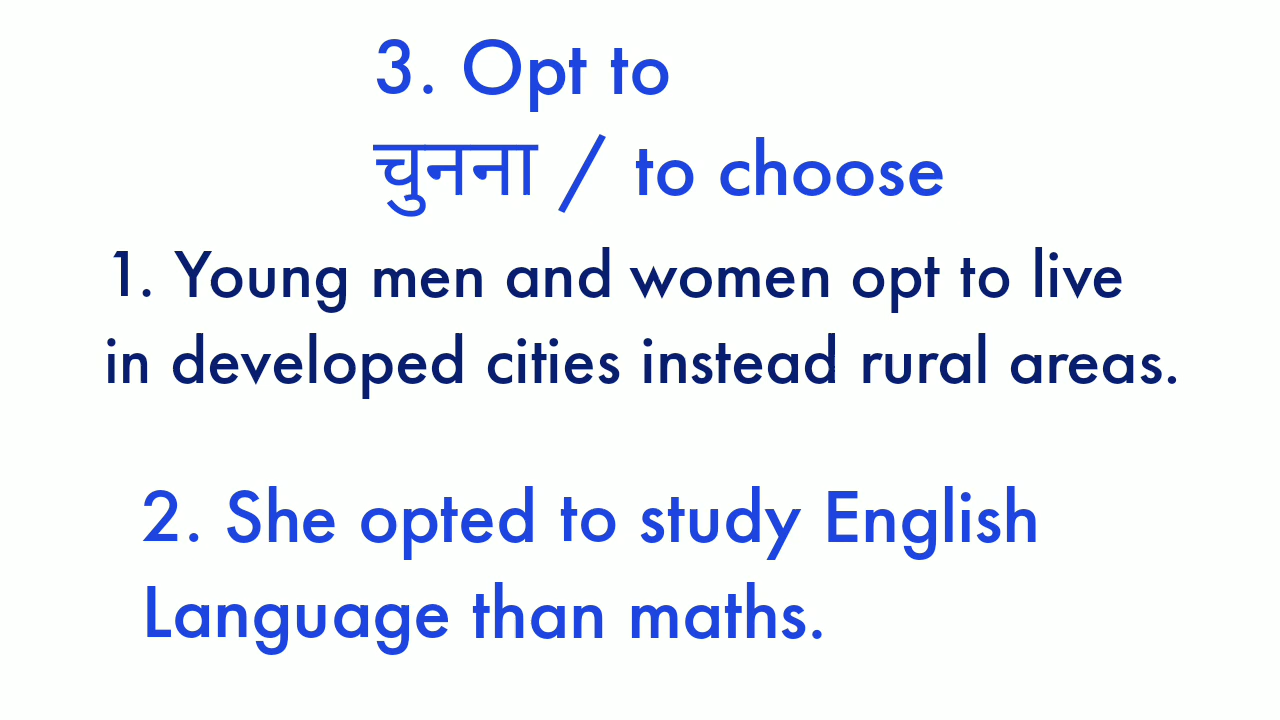 3. Opt to
चुनना / to choose
1. Young men and women opt to live
in developed cities instead rural areas.
2. She opted to study English
Language than maths.